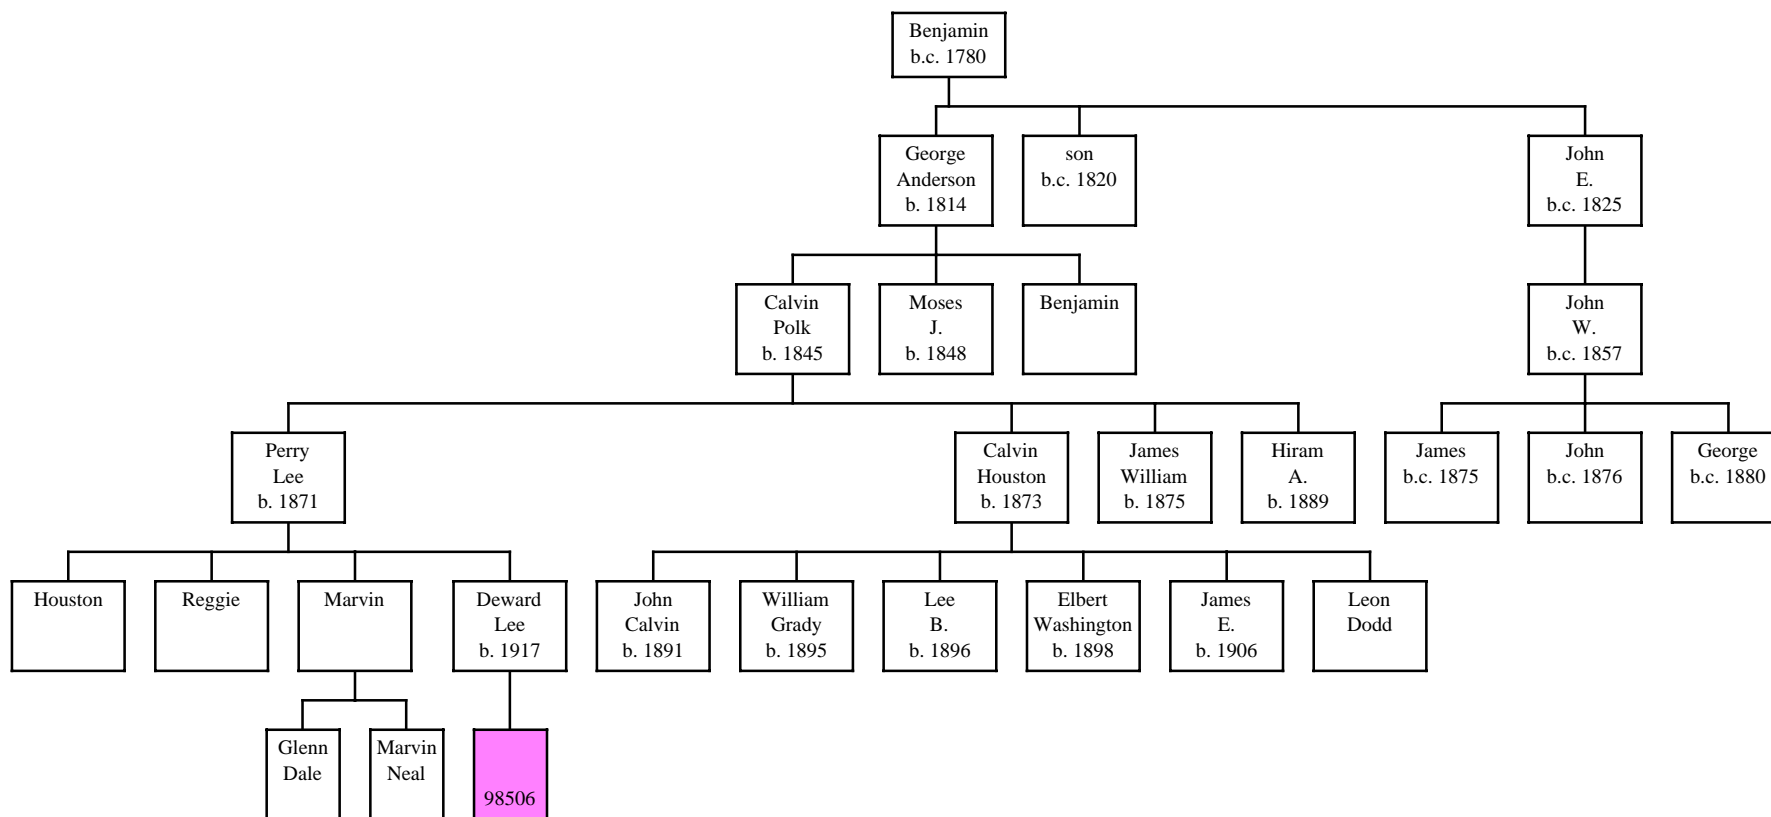 Benjamin
b.c. 1780
George
Anderson
b. 1814
son
b.c. 1820
John
E.
b.c. 1825
Calvin
Polk
b. 1845
Moses
J.
b. 1848
Benjamin
John
W.
b.c. 1857
Perry
Lee
b. 1871
Calvin
Houston
b. 1873
James
William
b. 1875
Hiram
A.
b. 1889
James
b.c. 1875
John
b.c. 1876
George
b.c. 1880
Houston
Reggie
Marvin
Deward
Lee
b. 1917
John
Calvin
b. 1891
William
Grady
b. 1895
Lee
B.
b. 1896
Elbert
Washington
b. 1898
James
E.
b. 1906
Leon
Dodd
Glenn
Dale
Marvin
Neal
98506